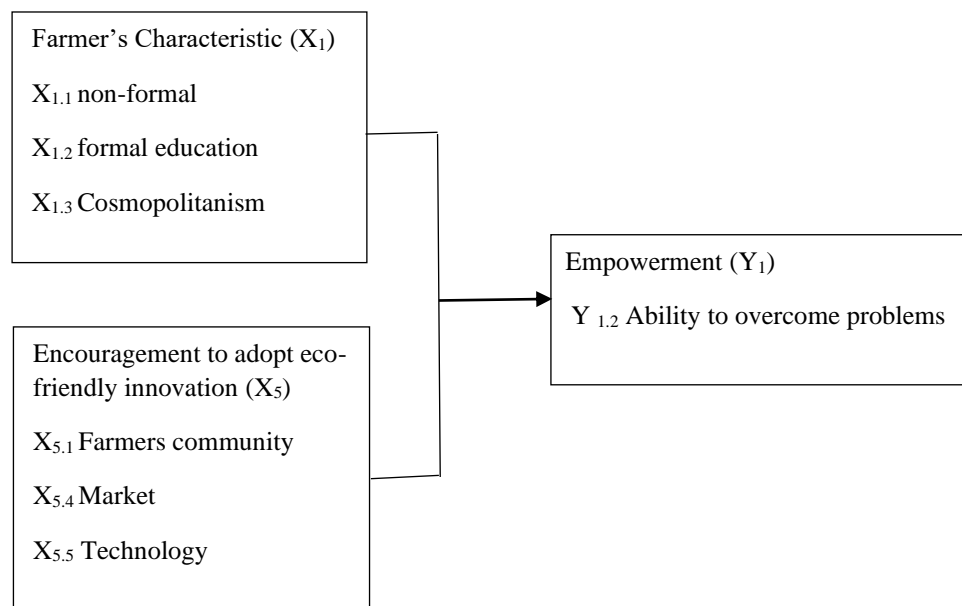 Farmer’s Characteristic (X₁)
X₁.₁ non-formal
X₁.₂ formal education
X₁.₃ Cosmopolitanism
Encouragement to adopt eco-
friendly innovation (X₅)
X₅.₁ Farmers community
X₅.₄ Market
X₅.₅ Technology
Empowerment (Y₁)
Y ₁.₂ Ability to overcome problems